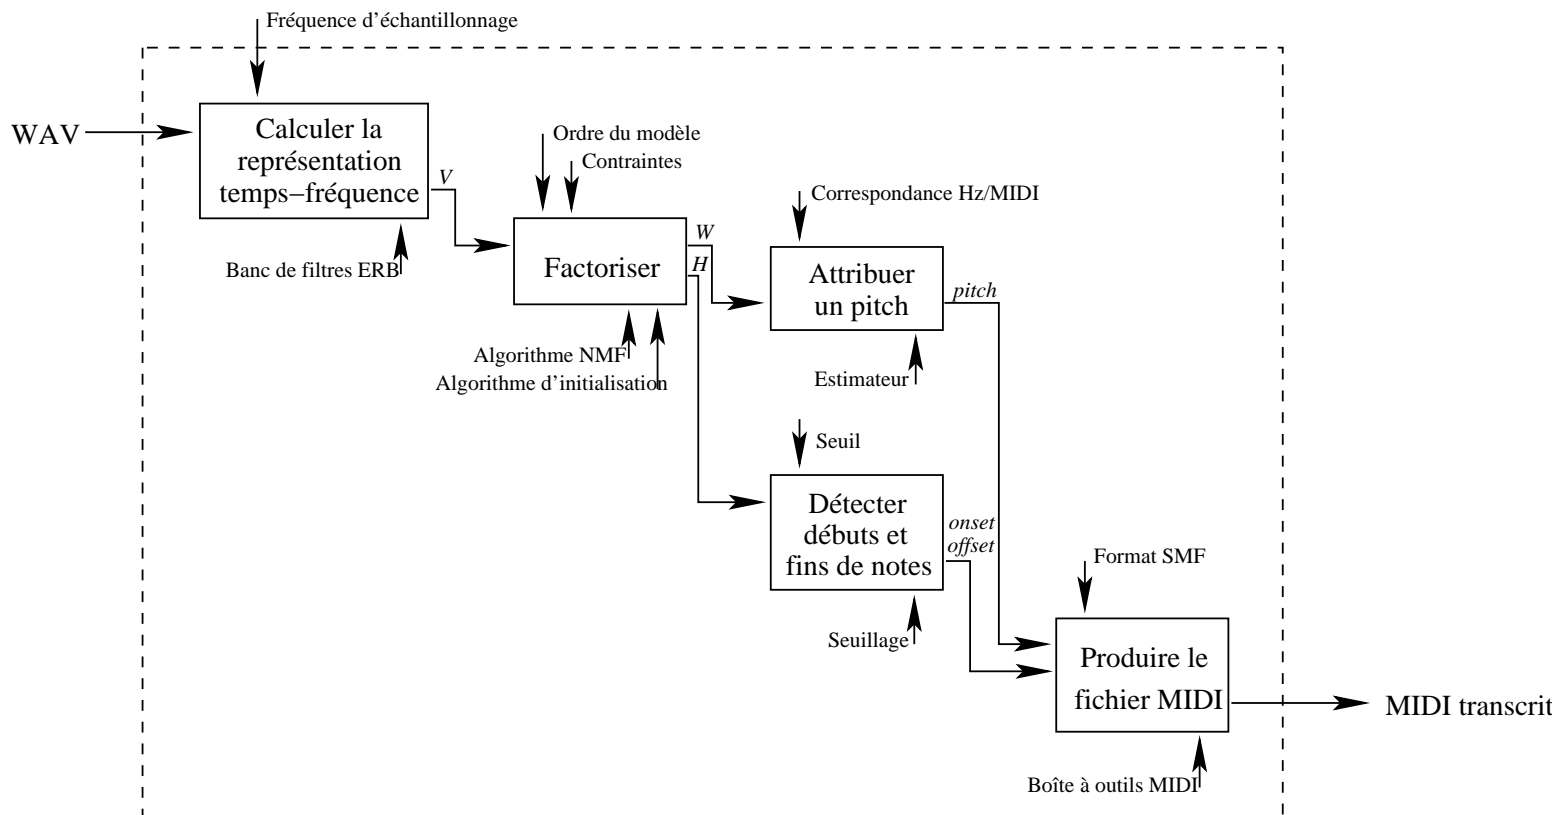 Fréquence d'échantillonnage
WAV
Calculer la
représentation
temps−fréquence
V
Banc de filtres ERB
Ordre du modèle
Contraintes
Factoriser
W
H
Algorithme NMF
Algorithme d'initialisation
Correspondance Hz/MIDI
Attribuer
un pitch
pitch
Estimateur
Seuil
Détecter
débuts et
fins de notes
onset
offset
Seuillage
Format SMF
Produire le
fichier MIDI
MIDI transcrit
Boîte à outils MIDI